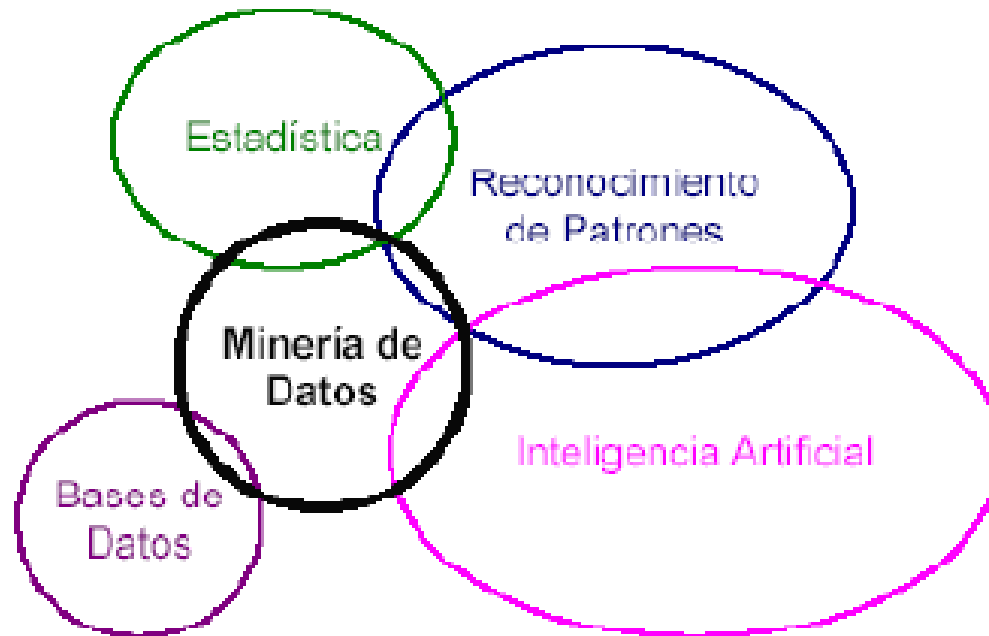 Estadística
Reconocimiento
de Patrones
Minería de
Datos
Inteligencia Artificial
Bases de
Datos